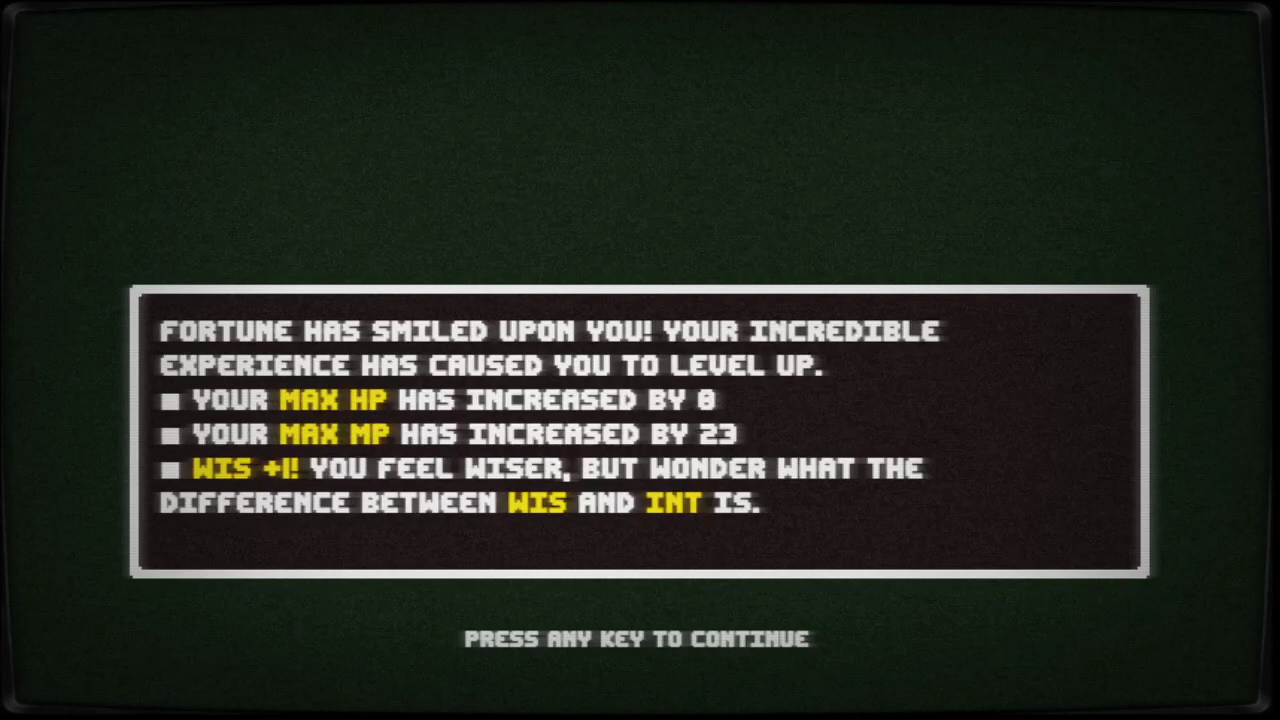 FORTUNE HAS SMILED UPON YOU! YOUR INCREDIBLE
EXPERIENCE HAS CAUSED YOU TO LEVEL UP.
■ YOUR MAX HP HAS INCREASED BY 8
■ YOUR MAX MP HAS INCREASED BY 23
■ WIS +1! YOU FEEL WISER, BUT WONDER WHAT THE
DIFFERENCE BETWEEN WIS AND INT IS.
PRESS ANY KEY TO CONTINUE